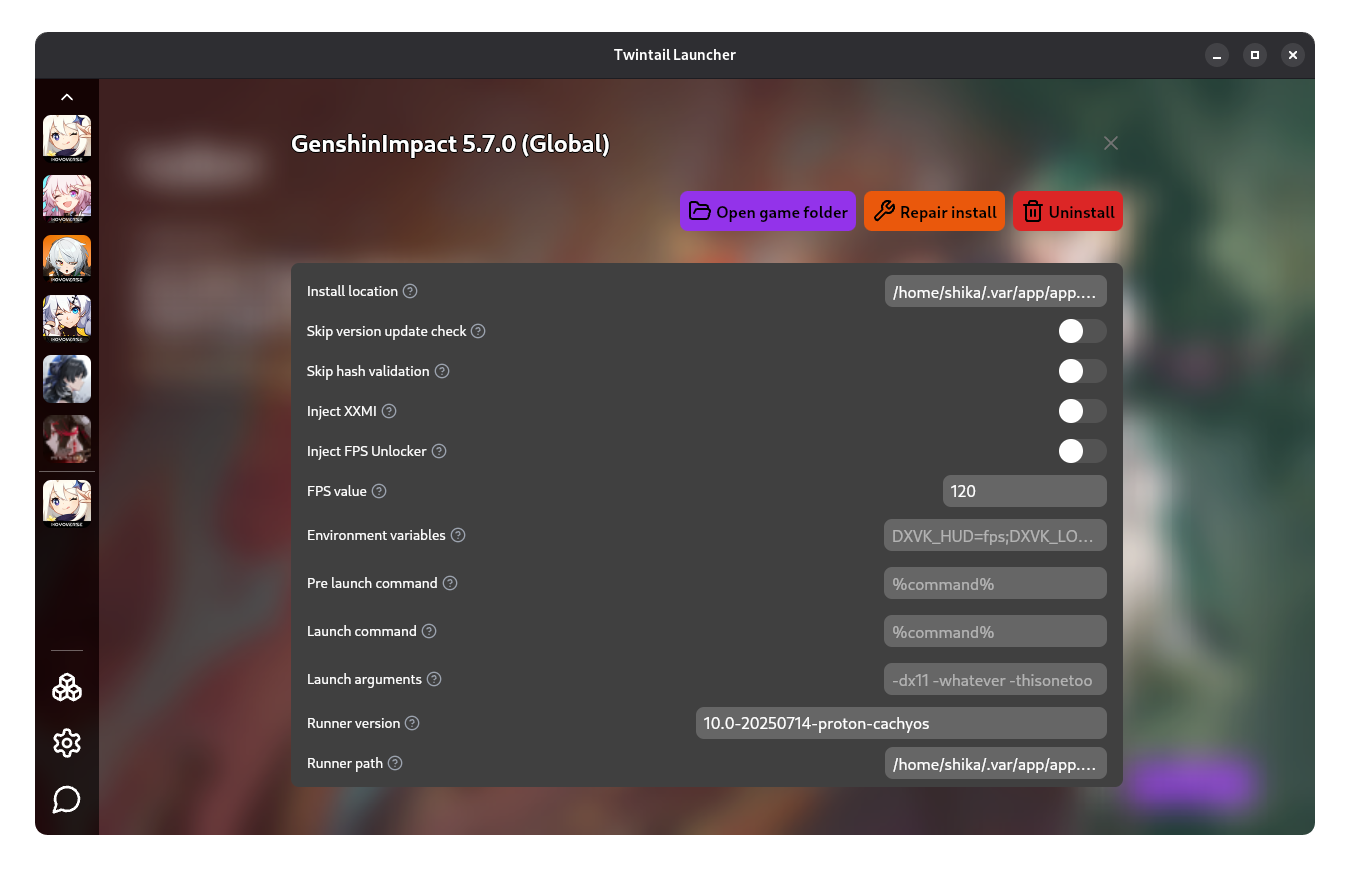 Twintail Launcher
GenshinImpact 5.7.0 (Global)
Open game folder
Repair install
Uninstall
Install location
/home/shika/.var/app/app....
Skip version update check
Skip hash validation
Inject XXMI
Inject FPS Unlocker
FPS value
120
Environment variables
DXVK_HUD=fps;DXVK_LO...
Pre launch command
%command%
Launch command
%command%
Launch arguments
-dx11 -whatever -thisonetoo
Runner version
10.0-20250714-proton-cachyos
Runner path
/home/shika/.var/app/app....
HOYOVERSE
HOYOVERSE
HOYOVERSE
HOYOVERSE
HOYOVERSE